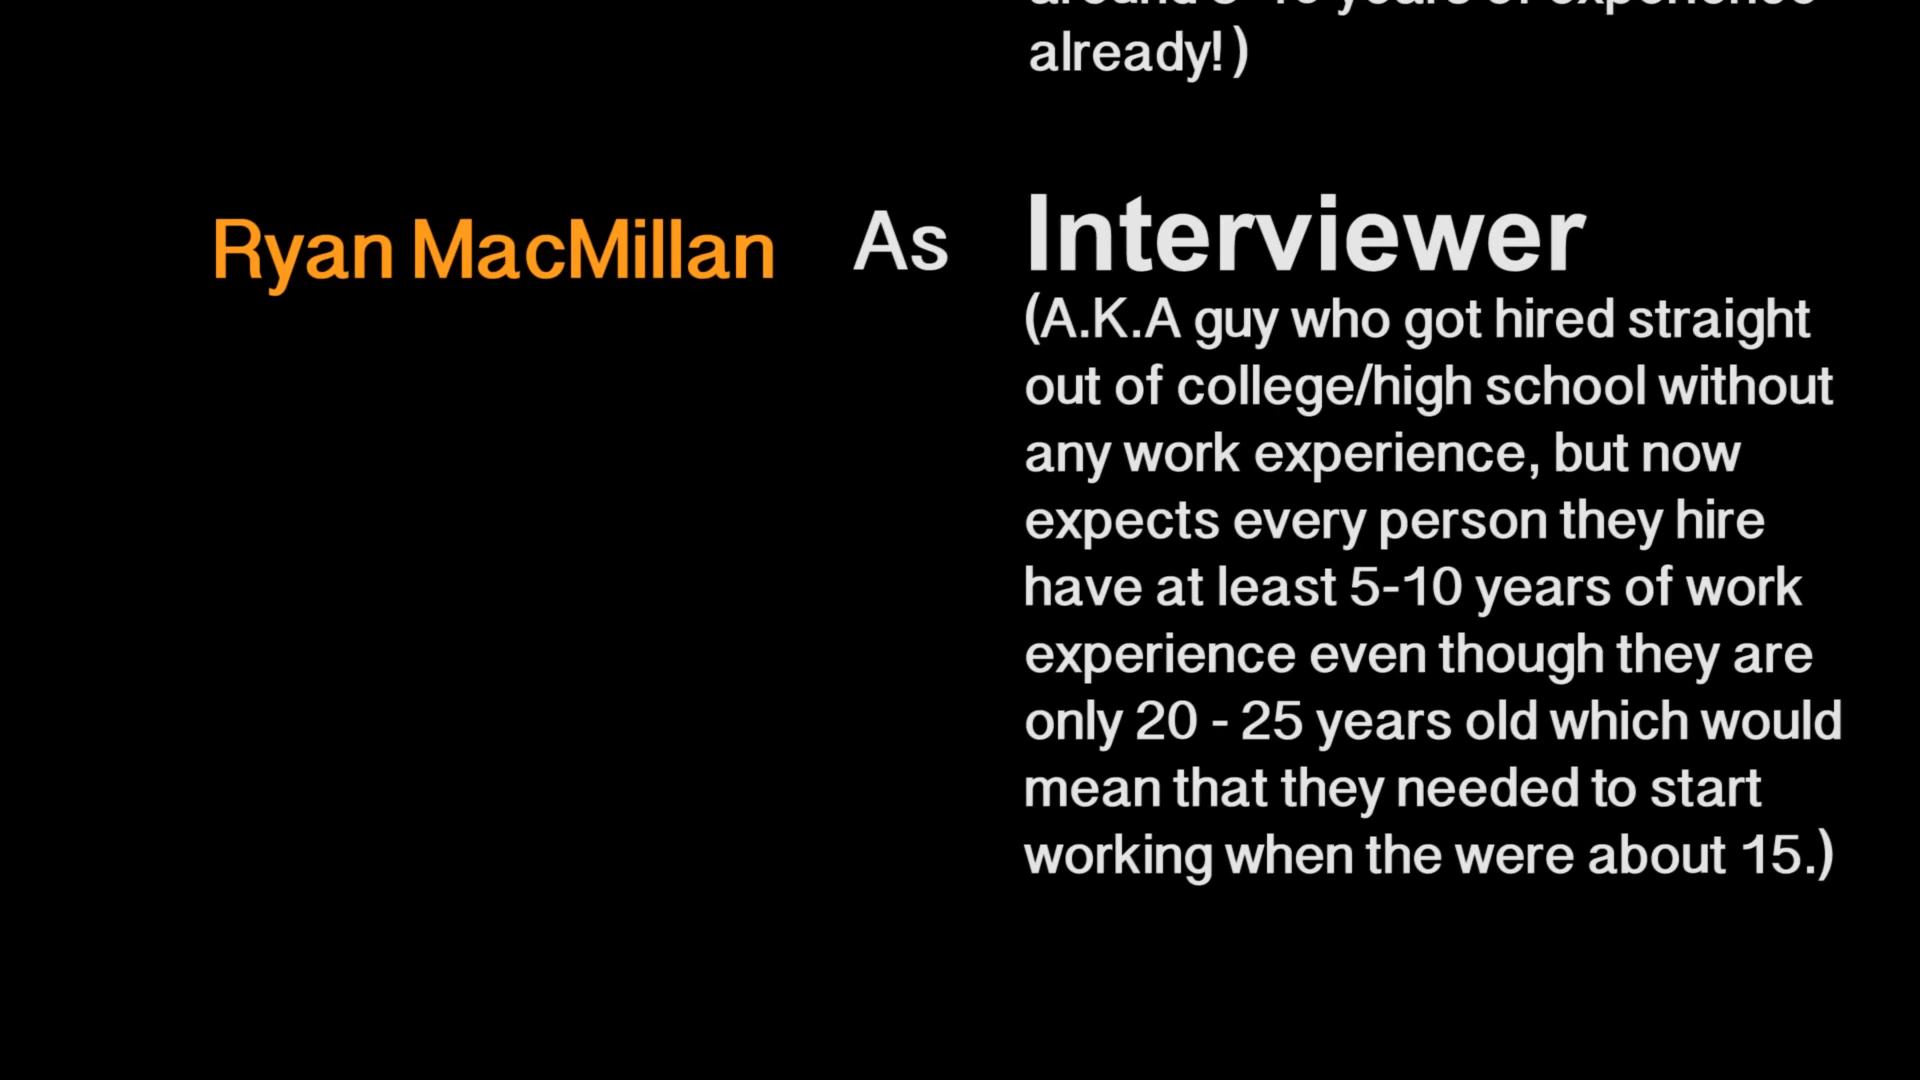 already!)
Ryan MacMillan As Interviewer
(A.K.A guy who got hired straight
out of college/high school without
any work experience, but now
expects every person they hire
have at least 5-10 years of work
experience even though they are
only 20 - 25 years old which would
mean that they needed to start
working when the were about 15.)